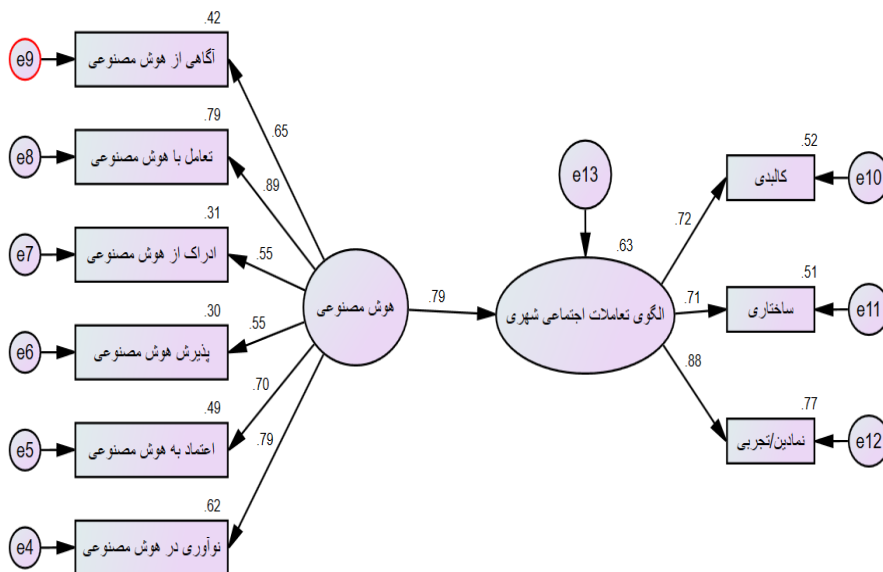 .42
e9
آگاهی از هوش مصنوعی
.65
.79
e8
تعامل با هوش مصنوعی
.89
.31
e7
ادراک از هوش مصنوعی
.55
.30
e6
پذیرش هوش مصنوعی
.55
.49
e5
اعتماد به هوش مصنوعی
.70
.62
e4
نوآوری در هوش مصنوعی
.79
هوش مصنوعی
.79
e13
.63
الگوی تعاملات اجتماعی شهری
.72
.52
کالبدی
e10
.71
.51
ساختاری
e11
.88
.77
نمادین/تجربی
e12